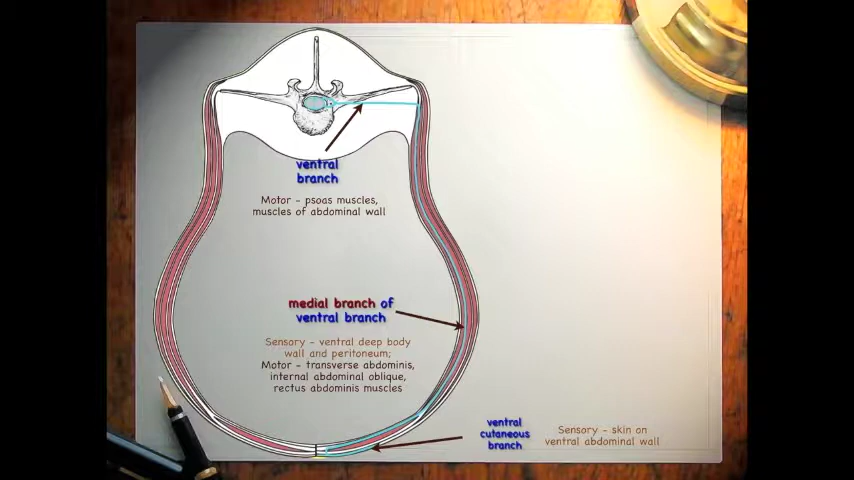 ventral
branch
Motor - psoas muscles,
muscles of abdominal wall
medial branch of
ventral branch
Sensory - ventral deep body
wall and peritoneum;
Motor - transverse abdominis,
internal abdominal oblique,
rectus abdominis muscles
ventral
cutaneous
branch
Sensory - skin on
ventral abdominal wall